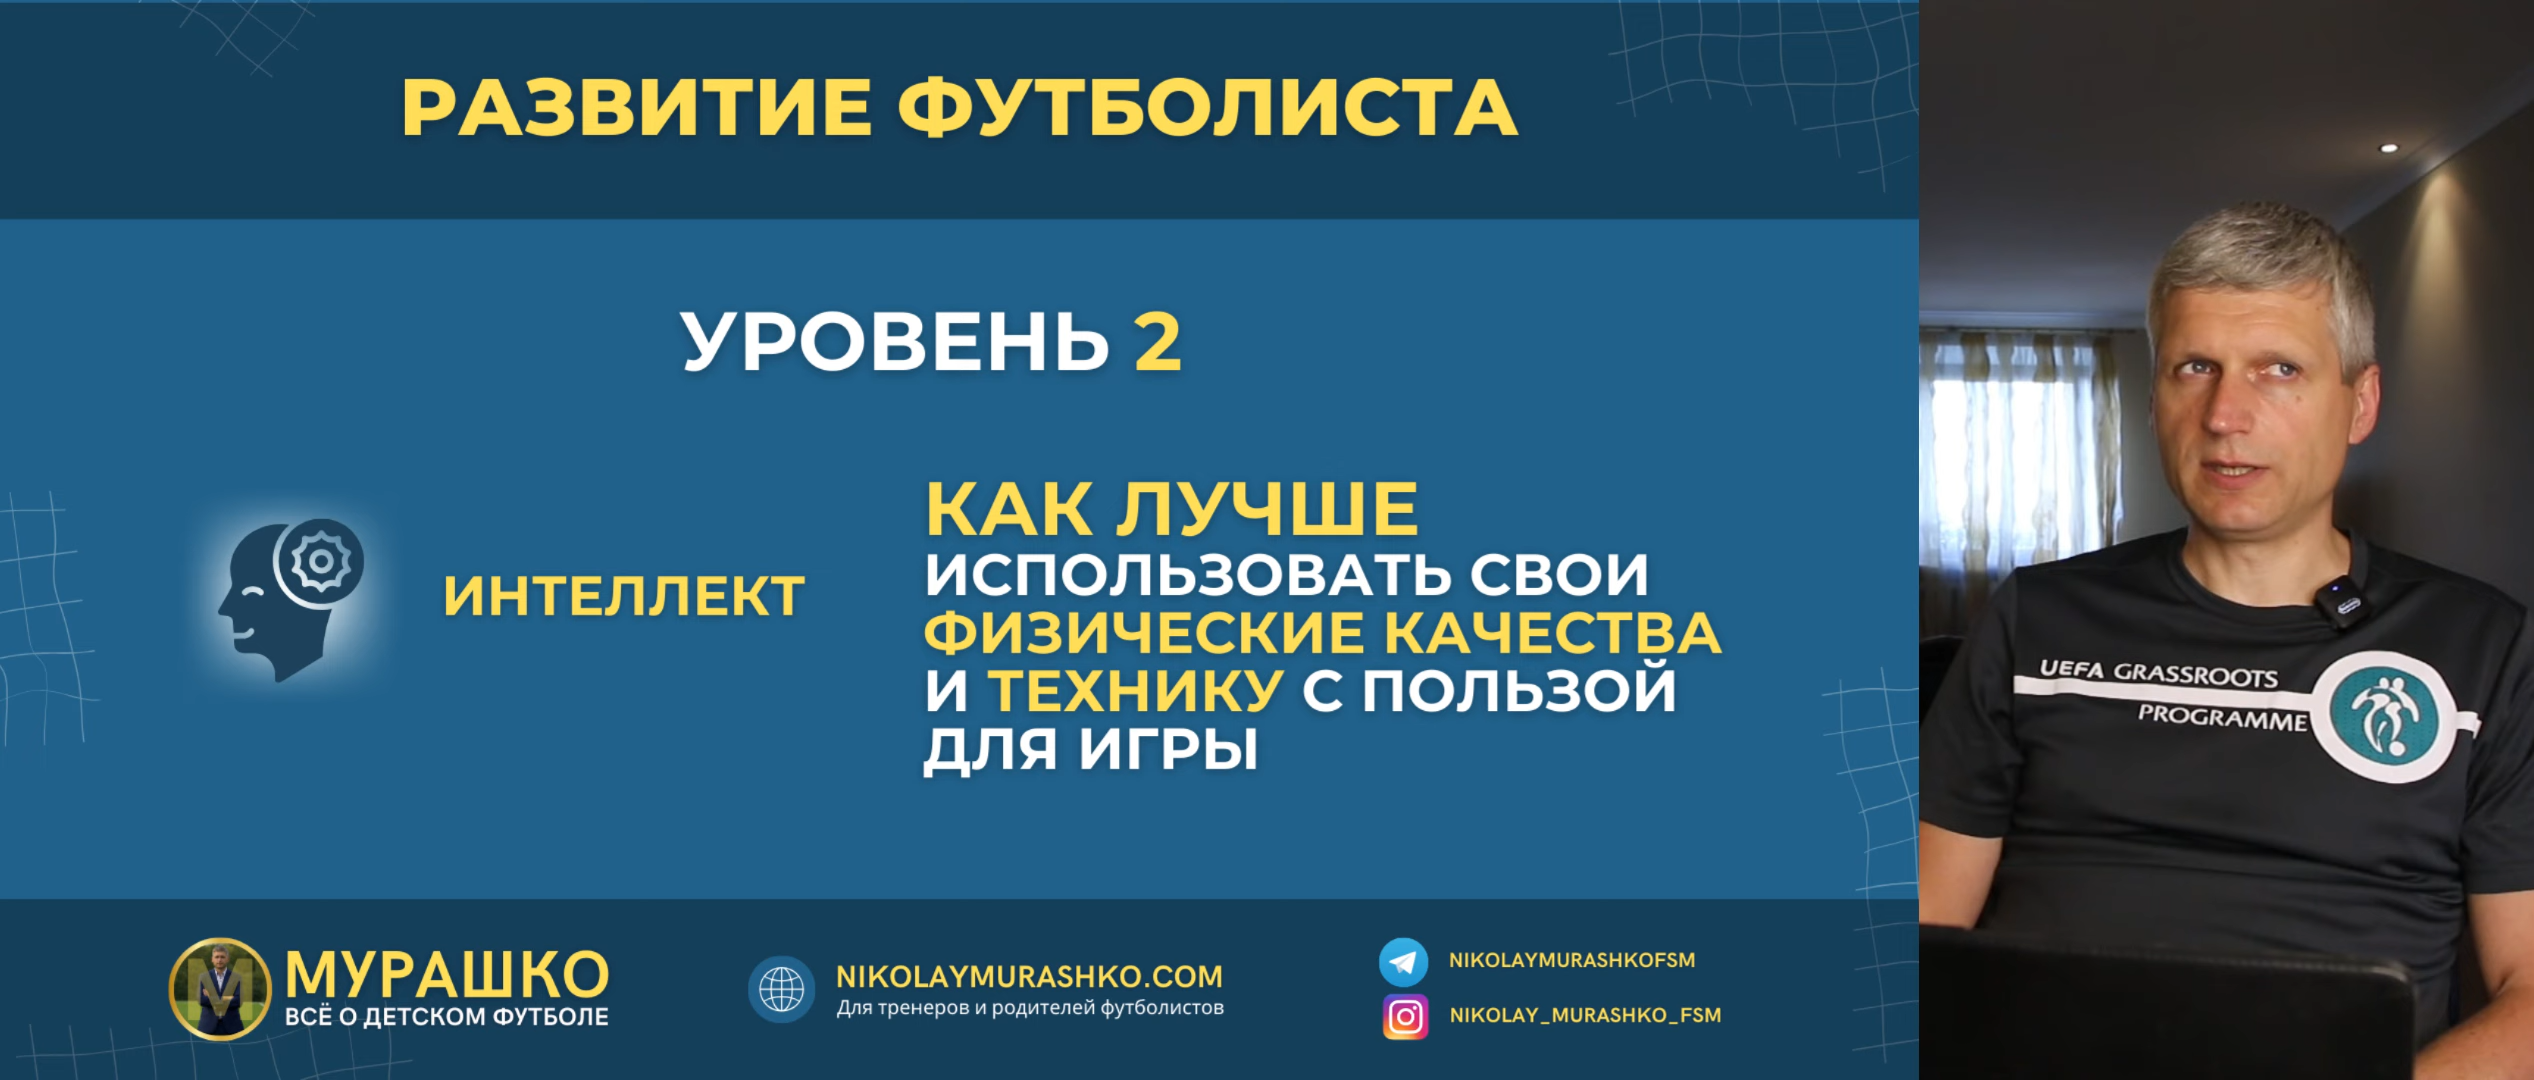 РАЗВИТИЕ ФУТБОЛИСТА
УРОВЕНЬ 2
ИНТЕЛЛЕКТ
КАК ЛУЧШЕ
ИСПОЛЬЗОВАТЬ СВОИ
ФИЗИЧЕСКИЕ КАЧЕСТВА
И ТЕХНИКУ С ПОЛЬЗОЙ
ДЛЯ ИГРЫ
МУРАШКО
ВСЁ О ДЕТСКОМ ФУТБОЛЕ
NIKOLAYMURASHKO.COM
Для тренеров и родителей футболистов
NIKOLAYMURASHKOFSM
NIKOLAY_MURASHKO_FSM
UEFA GRASSROOTS
PROGRAMME